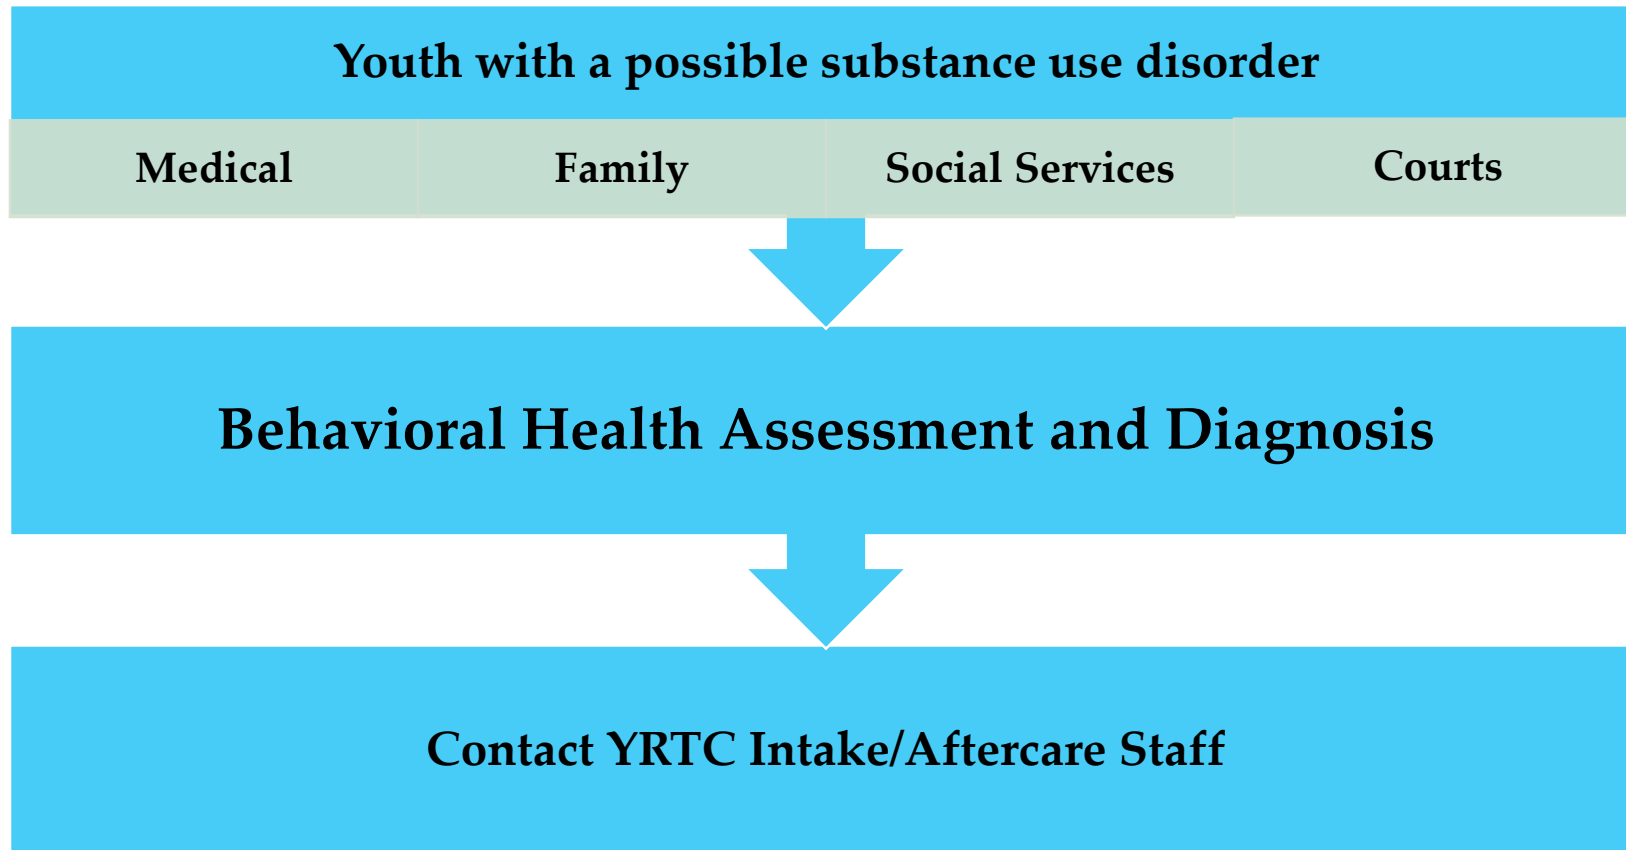 Youth with a possible substance use disorder
Medical
Family
Social Services
Courts
Behavioral Health Assessment and Diagnosis
Contact YRTC Intake/Aftercare Staff